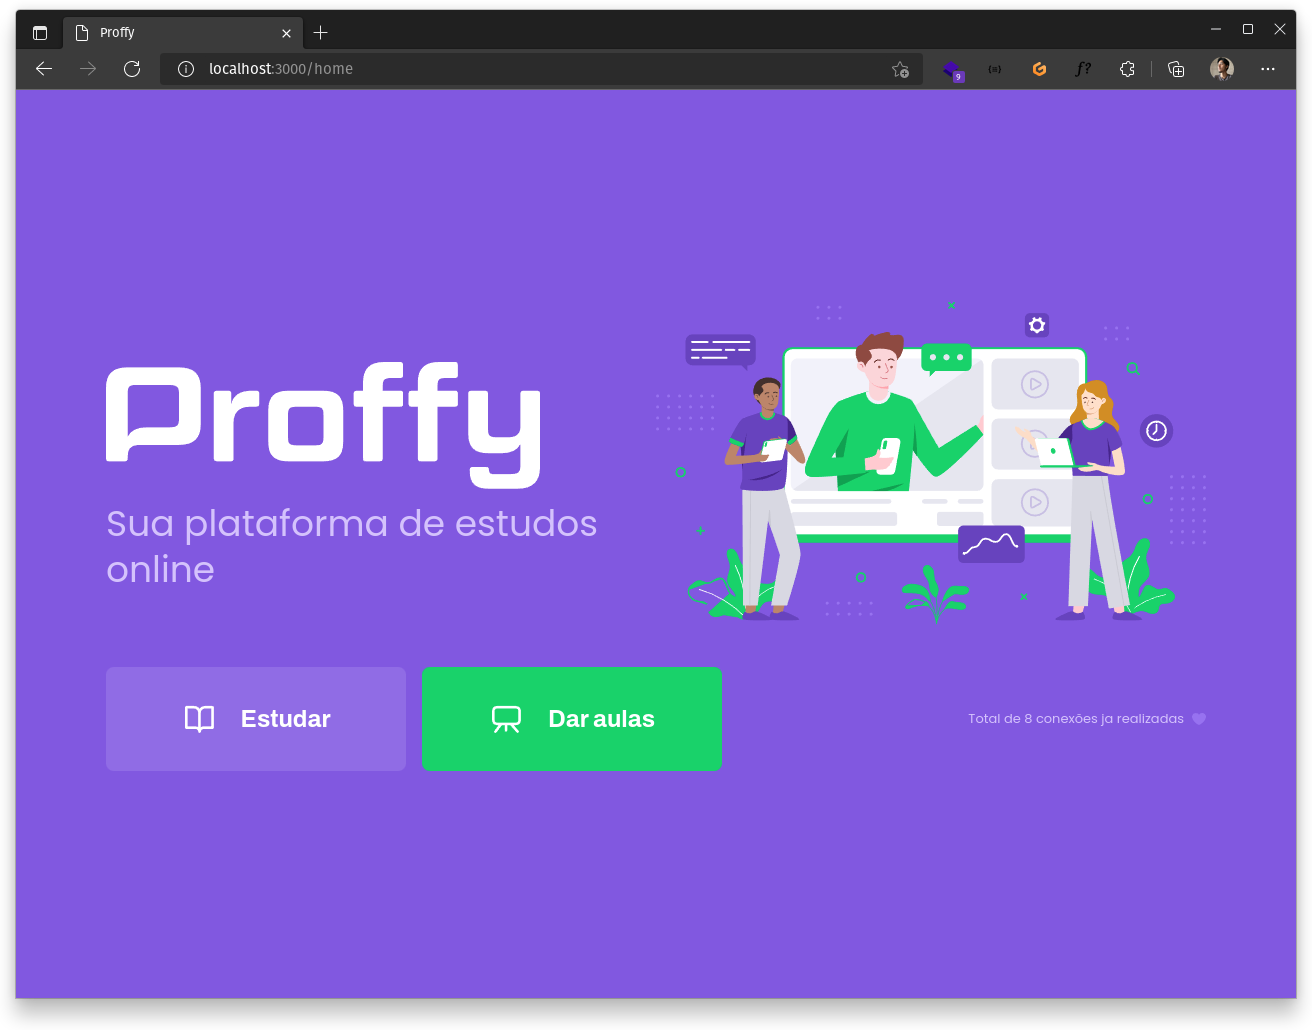 Proffy
localhost:3000/home
9
f?
Proffy
Sua plataforma de estudos
online
Estudar
Dar aulas
Total de 8 conexões ja realizadas